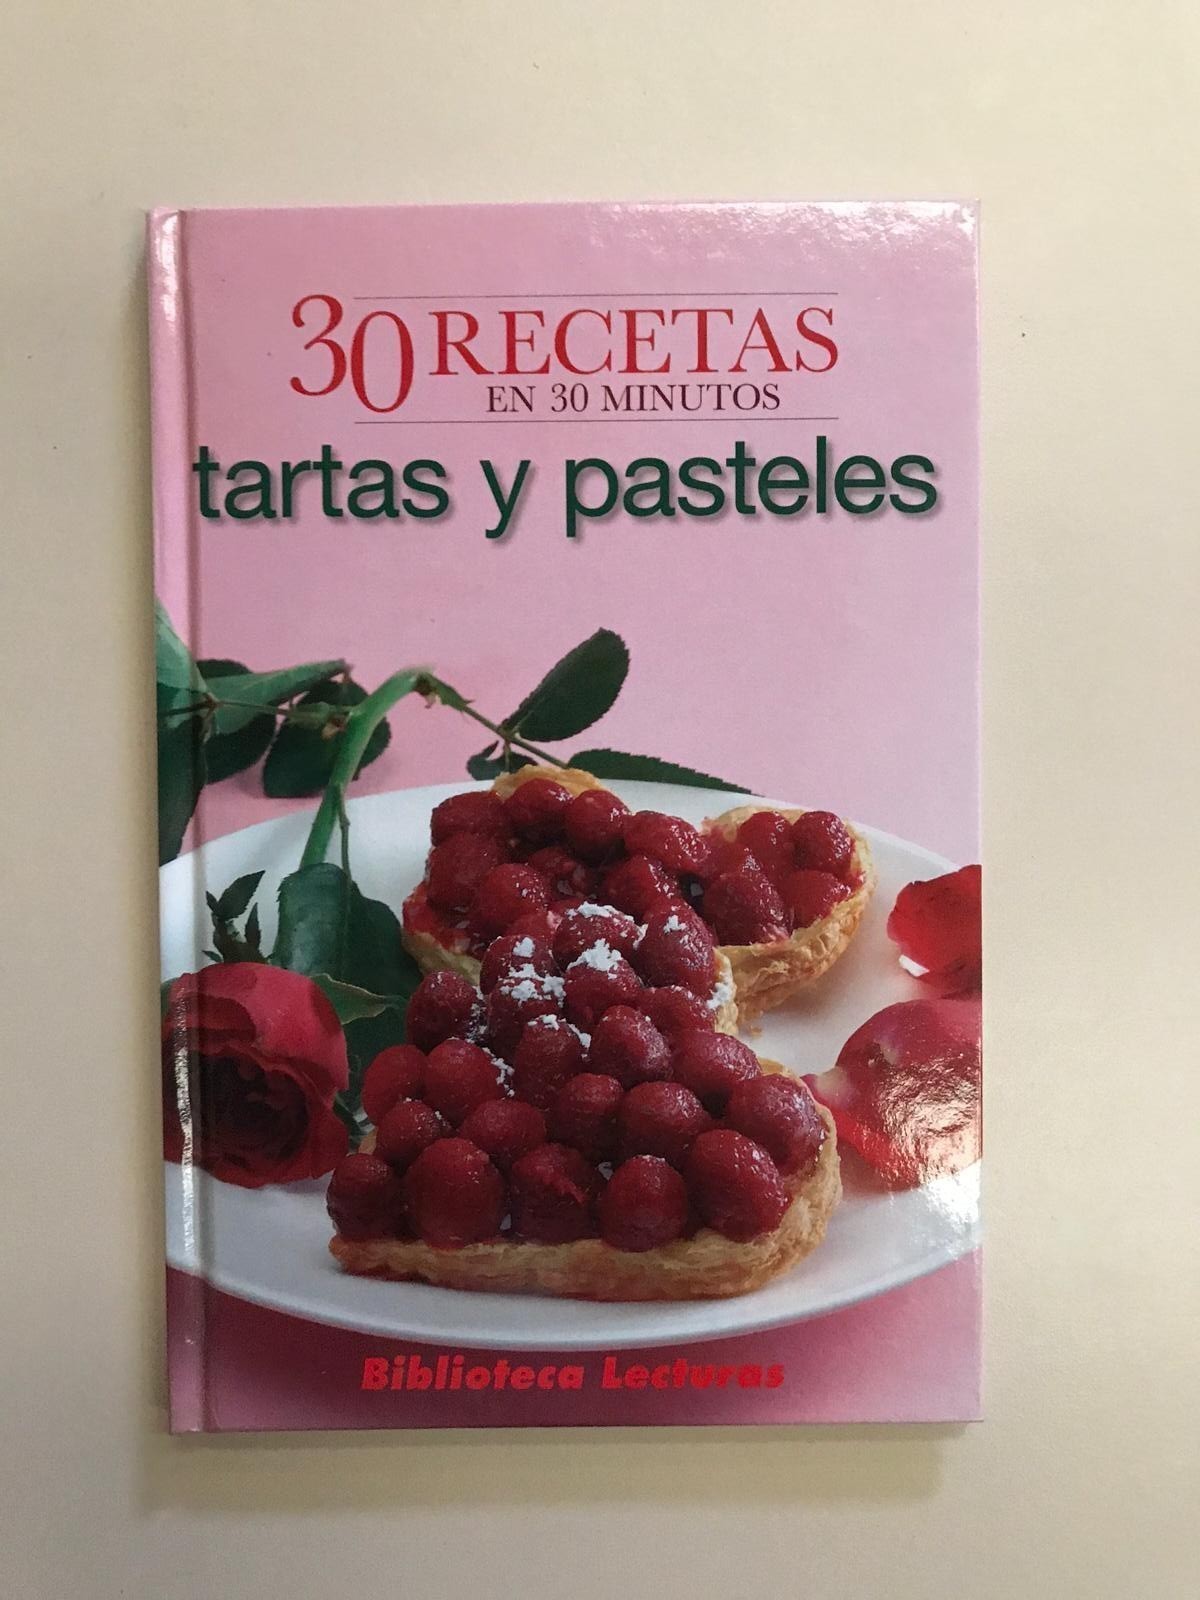 30 RECETAS
EN 30 MINUTOS
tartas y pasteles
Biblioteca Lecturas